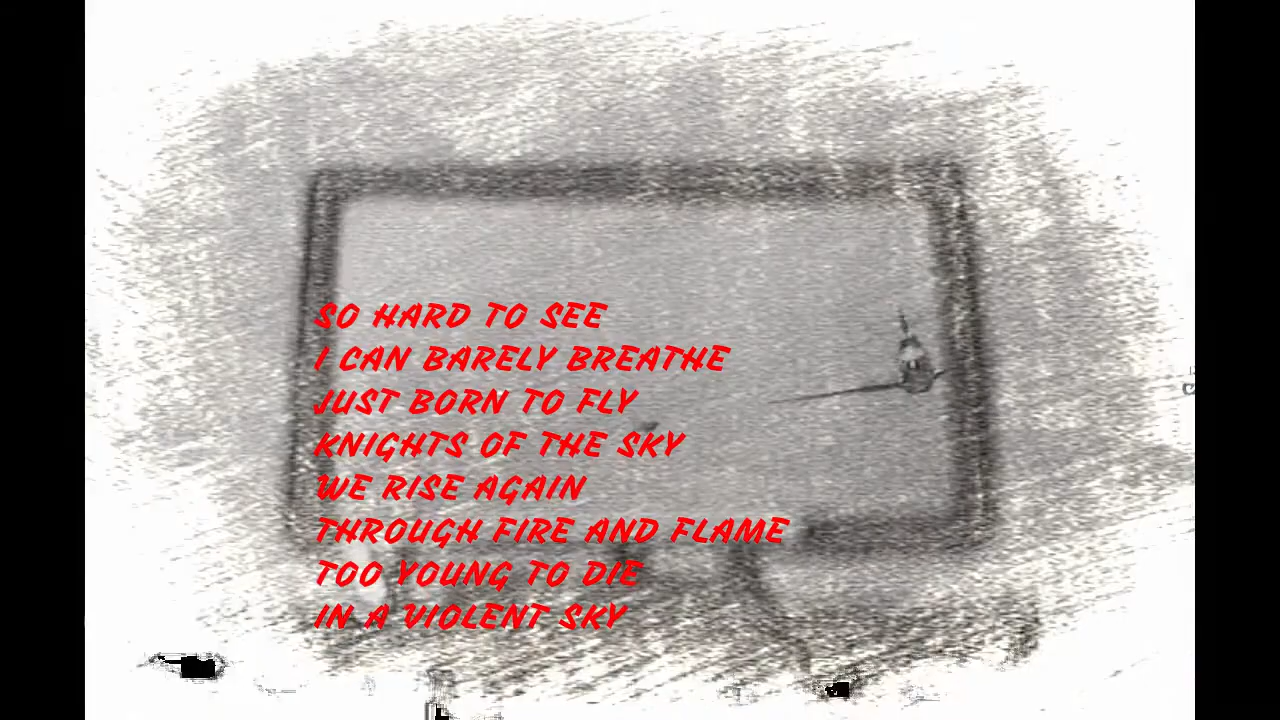 SO HARD TO SEE
I CAN BARELY BREATHE
JUST BORN TO FLY
KNIGHTS OF THE SKY
WE RISE AGAIN
THROUGH FIRE AND FLAME
TOO YOUNG TO DIE
IN A VIOLENT SKY